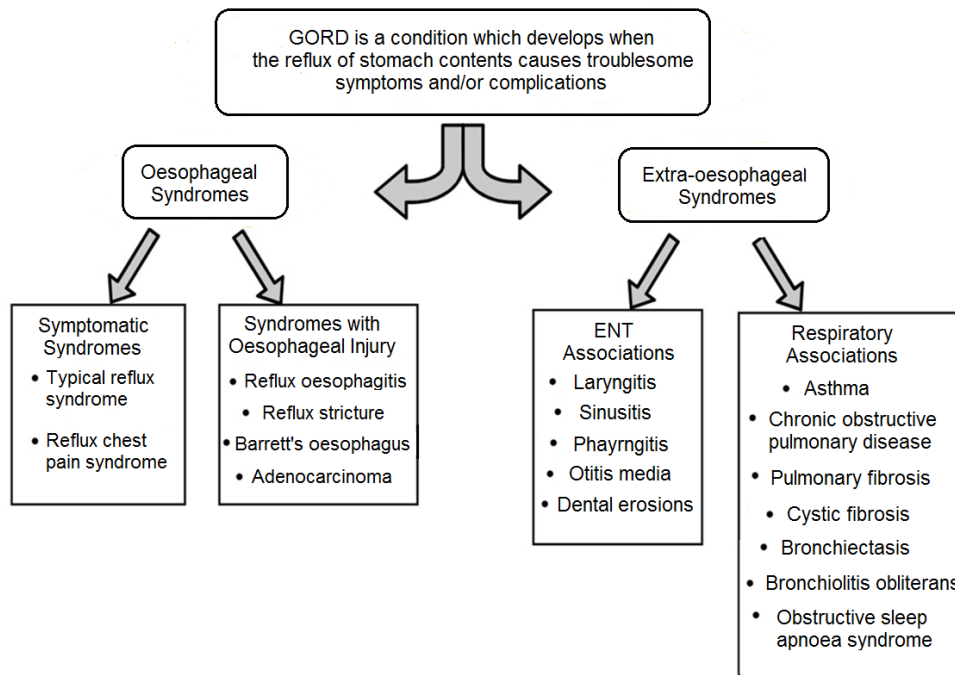 GORD is a condition which develops when
the reflux of stomach contents causes troublesome
symptoms and/or complications
Oesophageal
Syndromes
Extra-oesophageal
Syndromes
Symptomatic
Syndromes
• Typical reflux
syndrome
• Reflux chest
pain syndrome
Syndromes with
Oesophageal Injury
• Reflux oesophagitis
• Reflux stricture
• Barrett's oesophagus
• Adenocarcinoma
ENT
Associations
• Laryngitis
• Sinusitis
• Phayrngitis
• Otitis media
• Dental erosions
Respiratory
Associations
• Asthma
• Chronic obstructive
pulmonary disease
• Pulmonary fibrosis
• Cystic fibrosis
• Bronchiectasis
• Bronchiolitis obliterans
• Obstructive sleep
apnoea syndrome